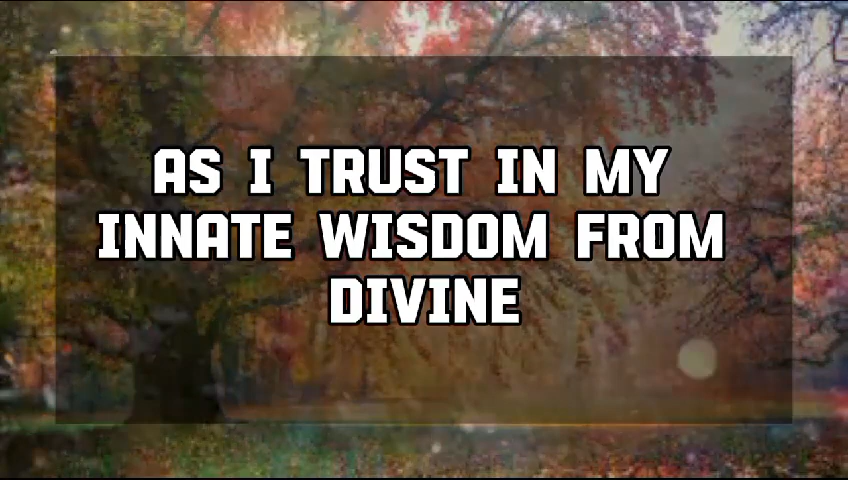 AS I TRUST IN MY
INNATE WISDOM FROM
DIVINE